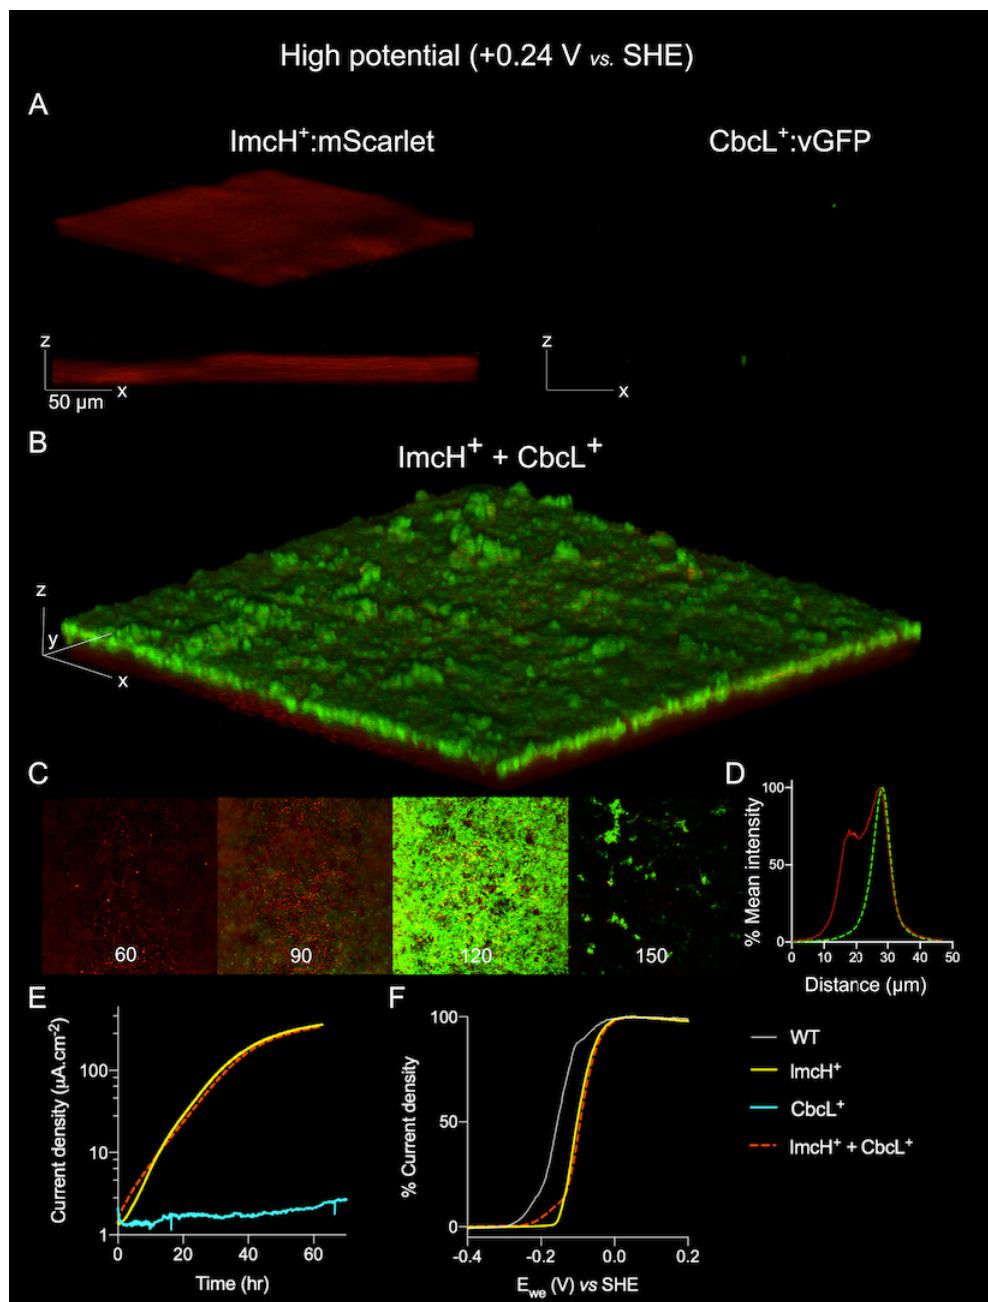 High potential (+0.24 V vs. SHE)
A
ImcH⁺:mScarlet
CbcL⁺:vGFP
z
x
50 µm
z
x
B
ImcH⁺ + CbcL⁺
z
y
x
C
60
90
120
150
D
% Mean intensity
100
50
0
0 10 20 30 40 50
Distance (µm)
E
Current density (µA.cm⁻²)
100
10
1
0 20 40 60
Time (hr)
F
% Current density
100
50
0
-0.4 -0.2 0.0 0.2
E_we (V) vs SHE
WT
ImcH⁺
CbcL⁺
ImcH⁺ + CbcL⁺